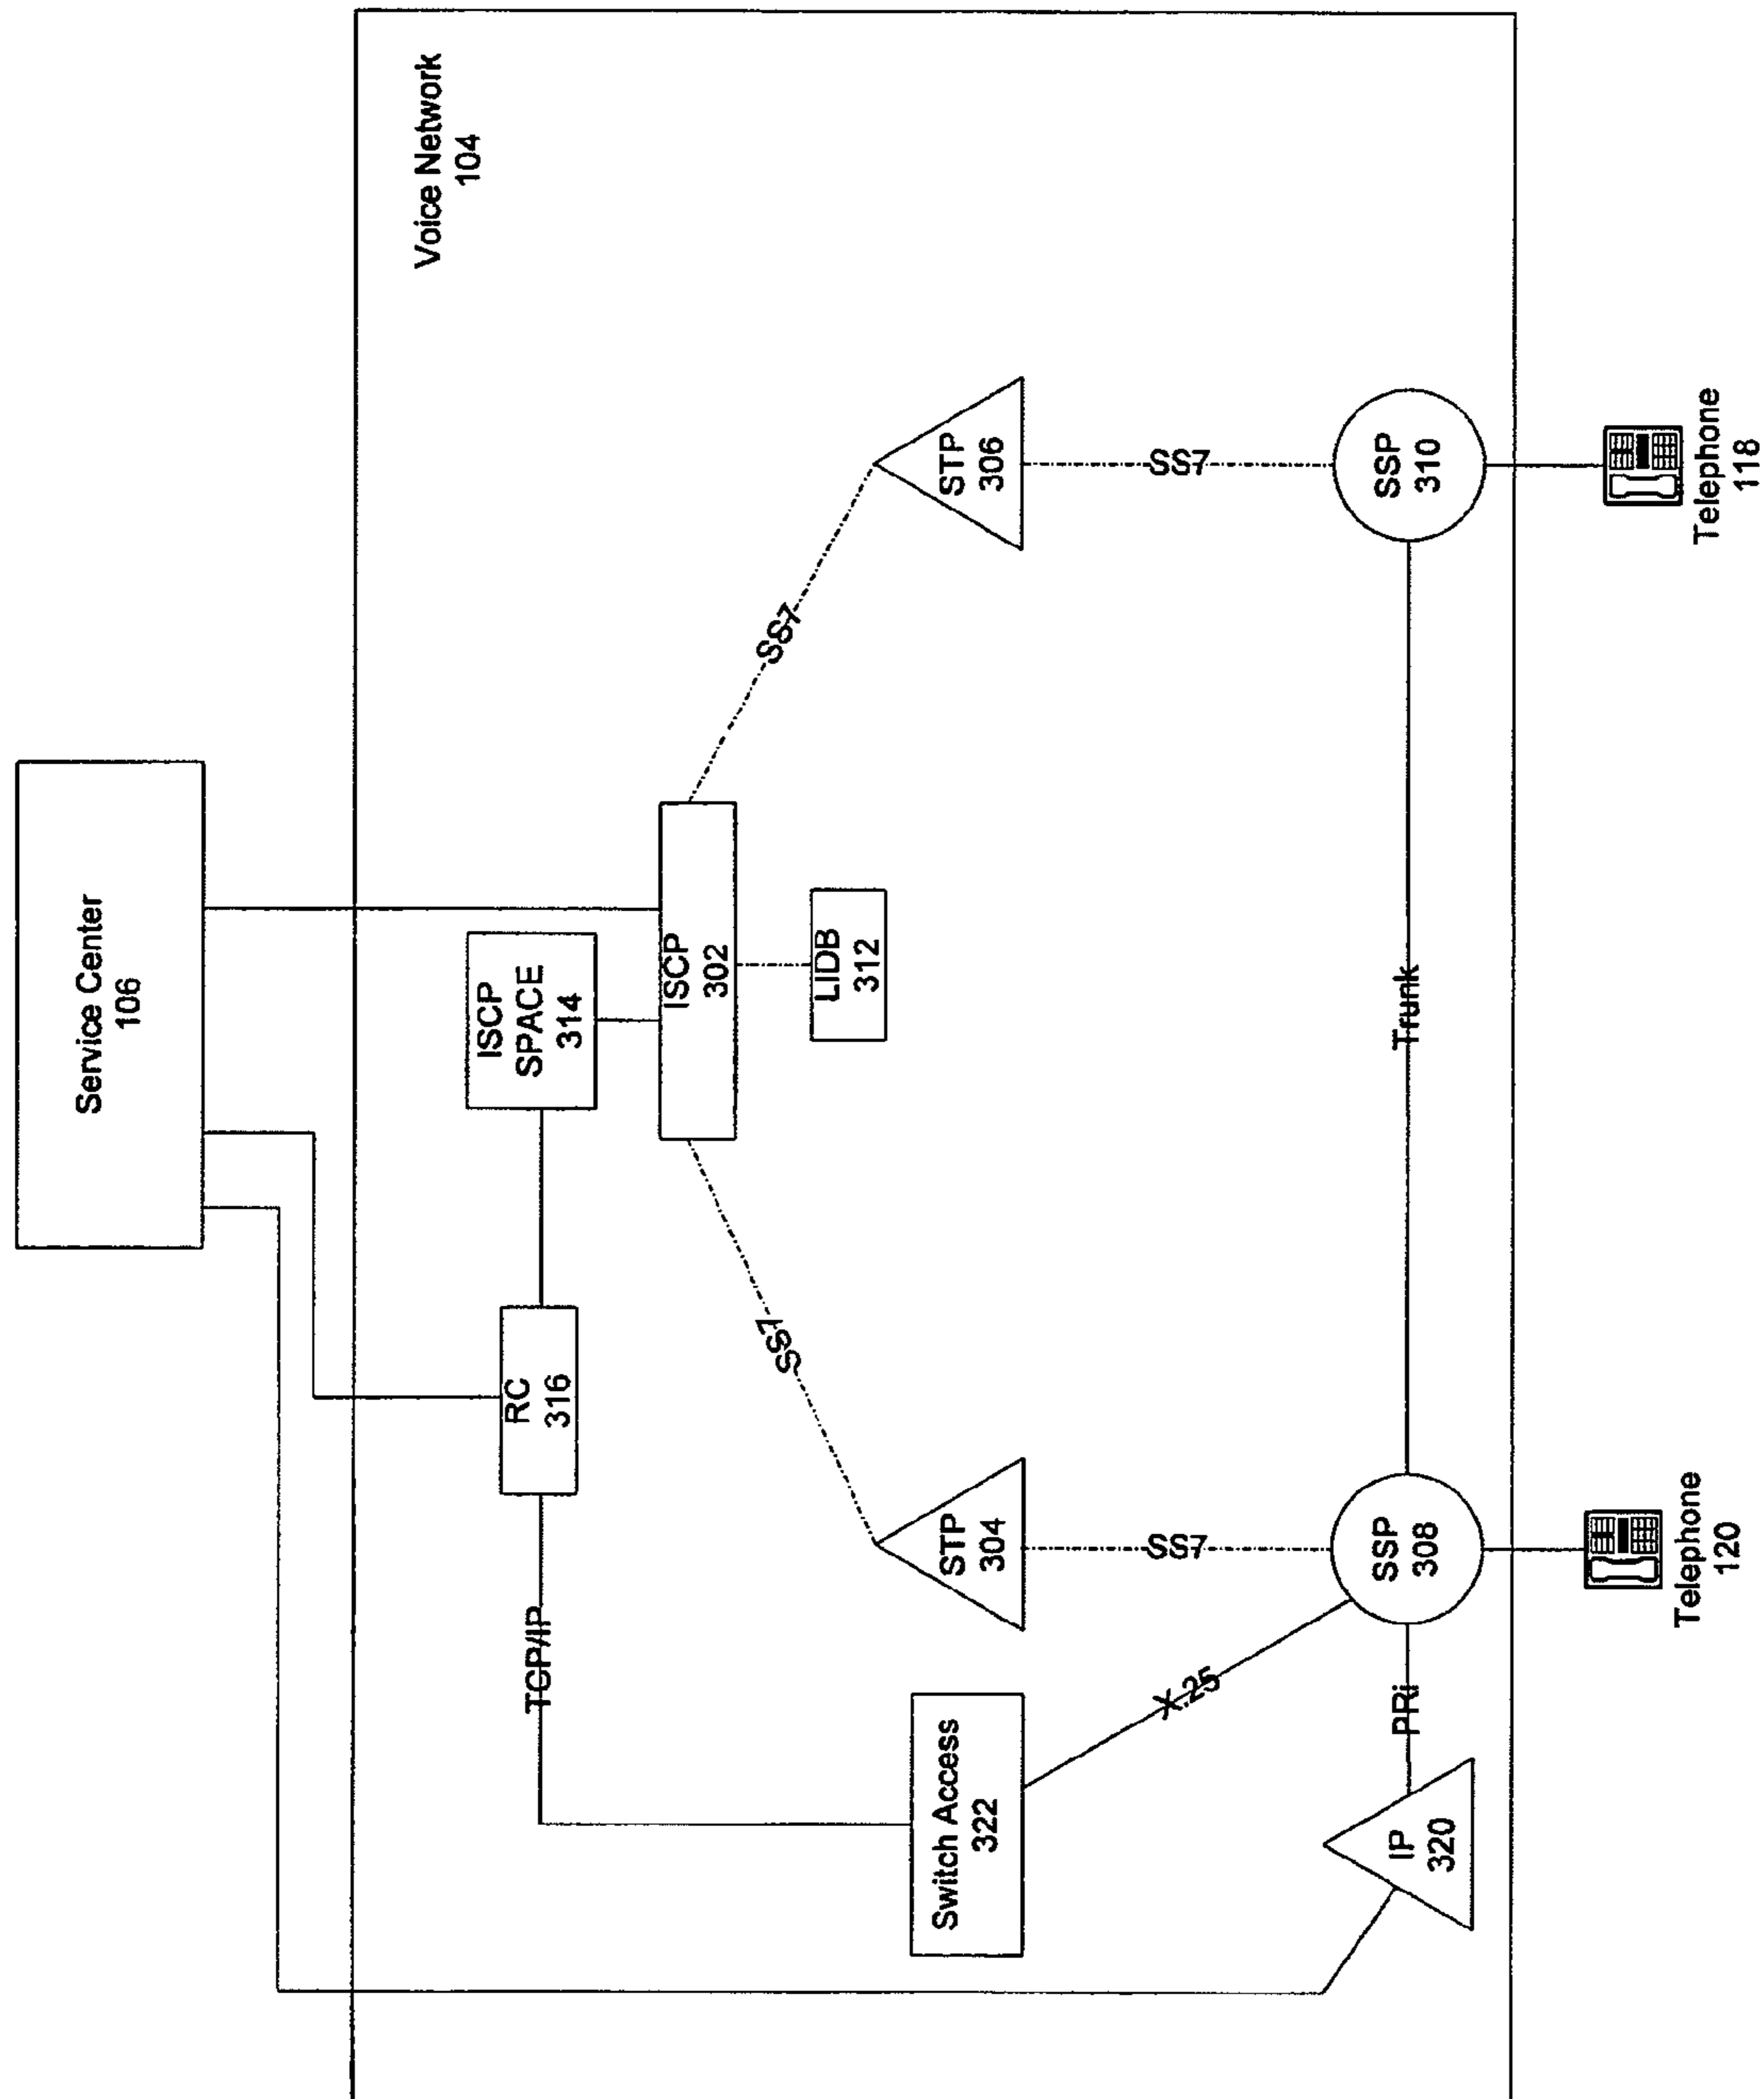 Service Center
106
Voice Network
104
RC
316
ISCP
SPACE
314
TCP/IP
ISCP
302
SS7
SS7
LIDB
312
Switch Access
322
STP
304
STP
306
X.25
SS7
SS7
IP
320
PRi
SSP
308
Trunk
SSP
310
Telephone
120
Telephone
118